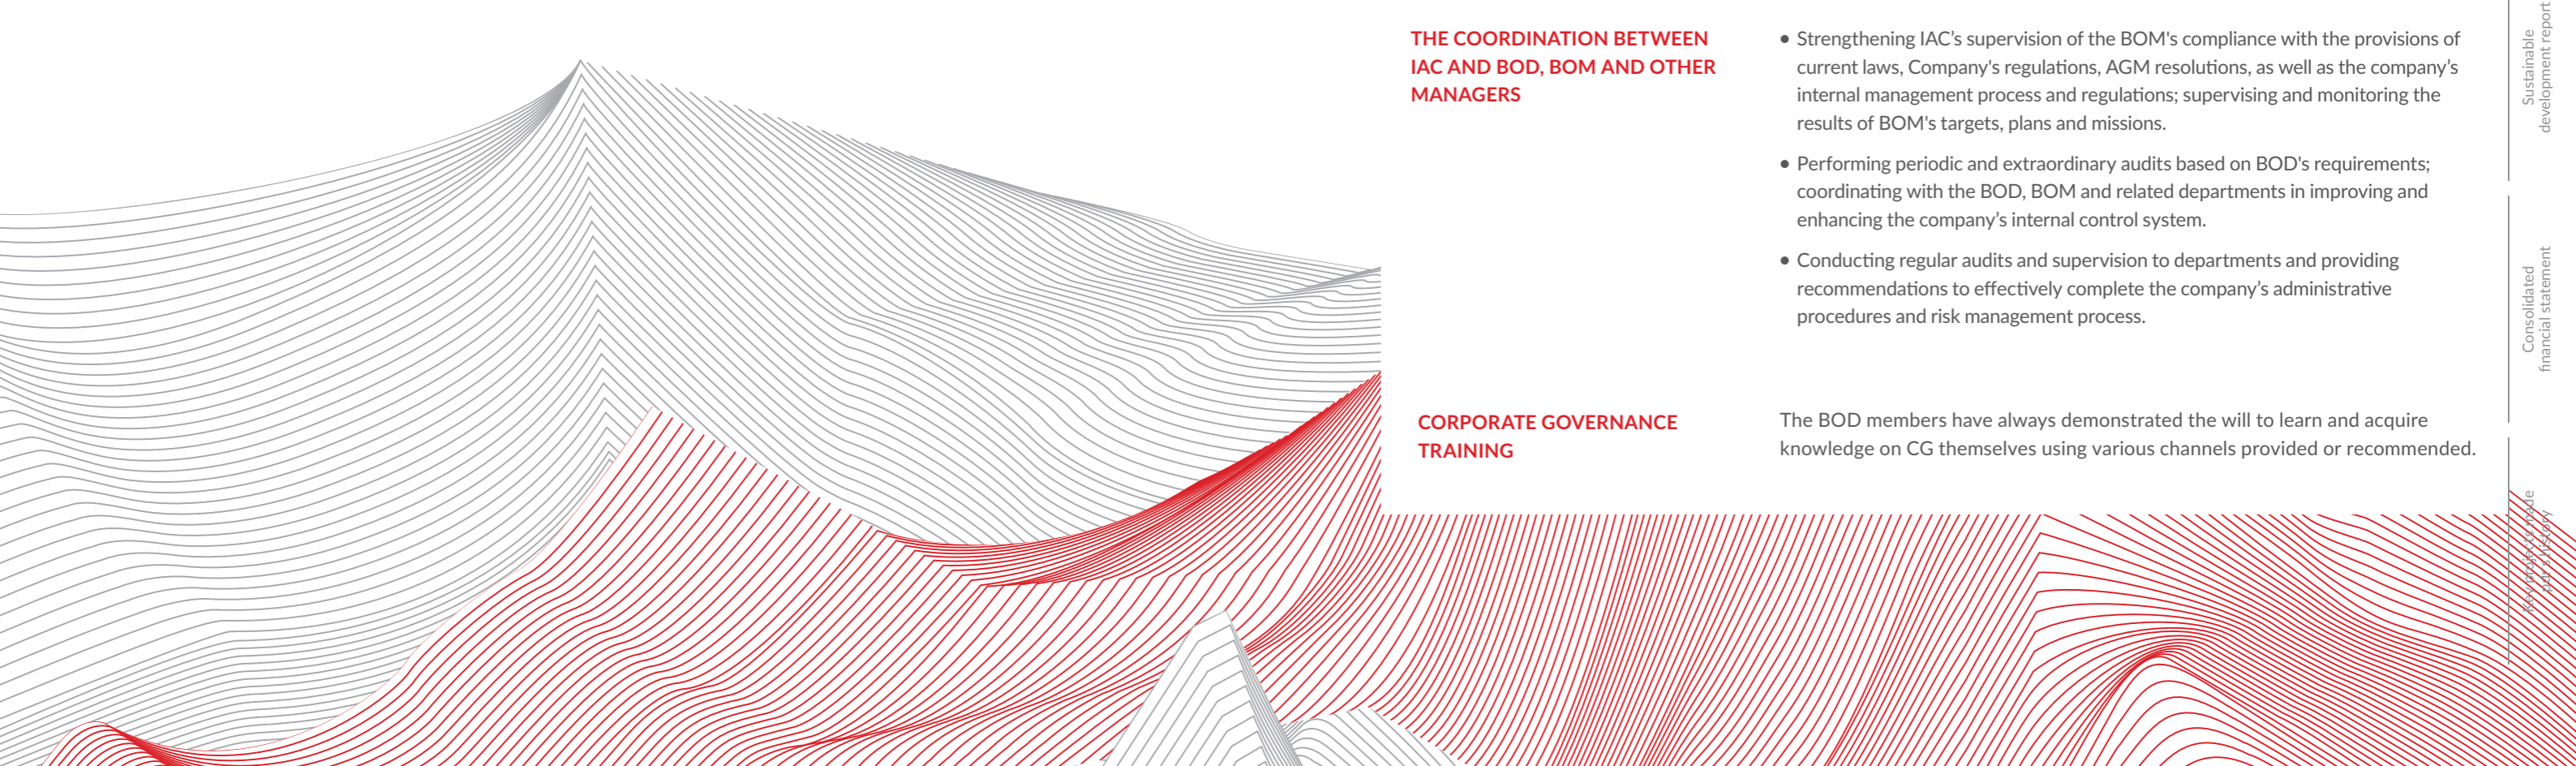 THE COORDINATION BETWEEN
IAC AND BOD, BOM AND OTHER
MANAGERS
• Strengthening IAC’s supervision of the BOM's compliance with the provisions of
current laws, Company's regulations, AGM resolutions, as well as the company’s
internal management process and regulations; supervising and monitoring the
results of BOM's targets, plans and missions.
• Performing periodic and extraordinary audits based on BOD's requirements;
coordinating with the BOD, BOM and related departments in improving and
enhancing the company’s internal control system.
• Conducting regular audits and supervision to departments and providing
recommendations to effectively complete the company’s administrative
procedures and risk management process.
CORPORATE GOVERNANCE
TRAINING
The BOD members have always demonstrated the will to learn and acquire
knowledge on CG themselves using various channels provided or recommended.
Sustainable
development report
Consolidated
financial statement
Key projects made
history